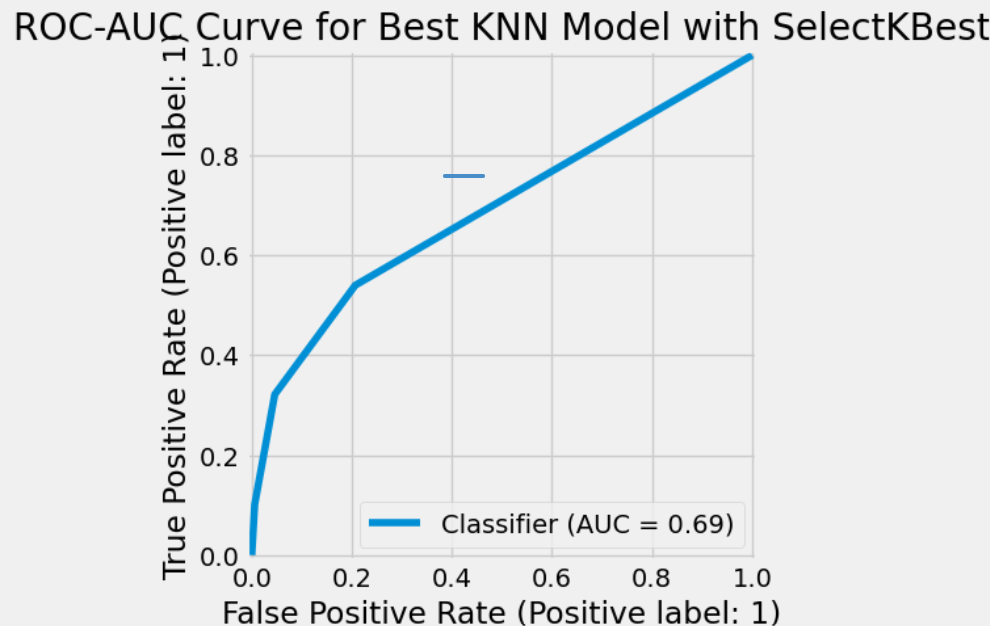 ROC-AUC Curve for Best KNN Model with SelectKBest
True Positive Rate (Positive label: 1)
1.0
0.8
0.6
0.4
0.2
0.0
Classifier (AUC = 0.69)
0.0 0.2 0.4 0.6 0.8 1.0
False Positive Rate (Positive label: 1)